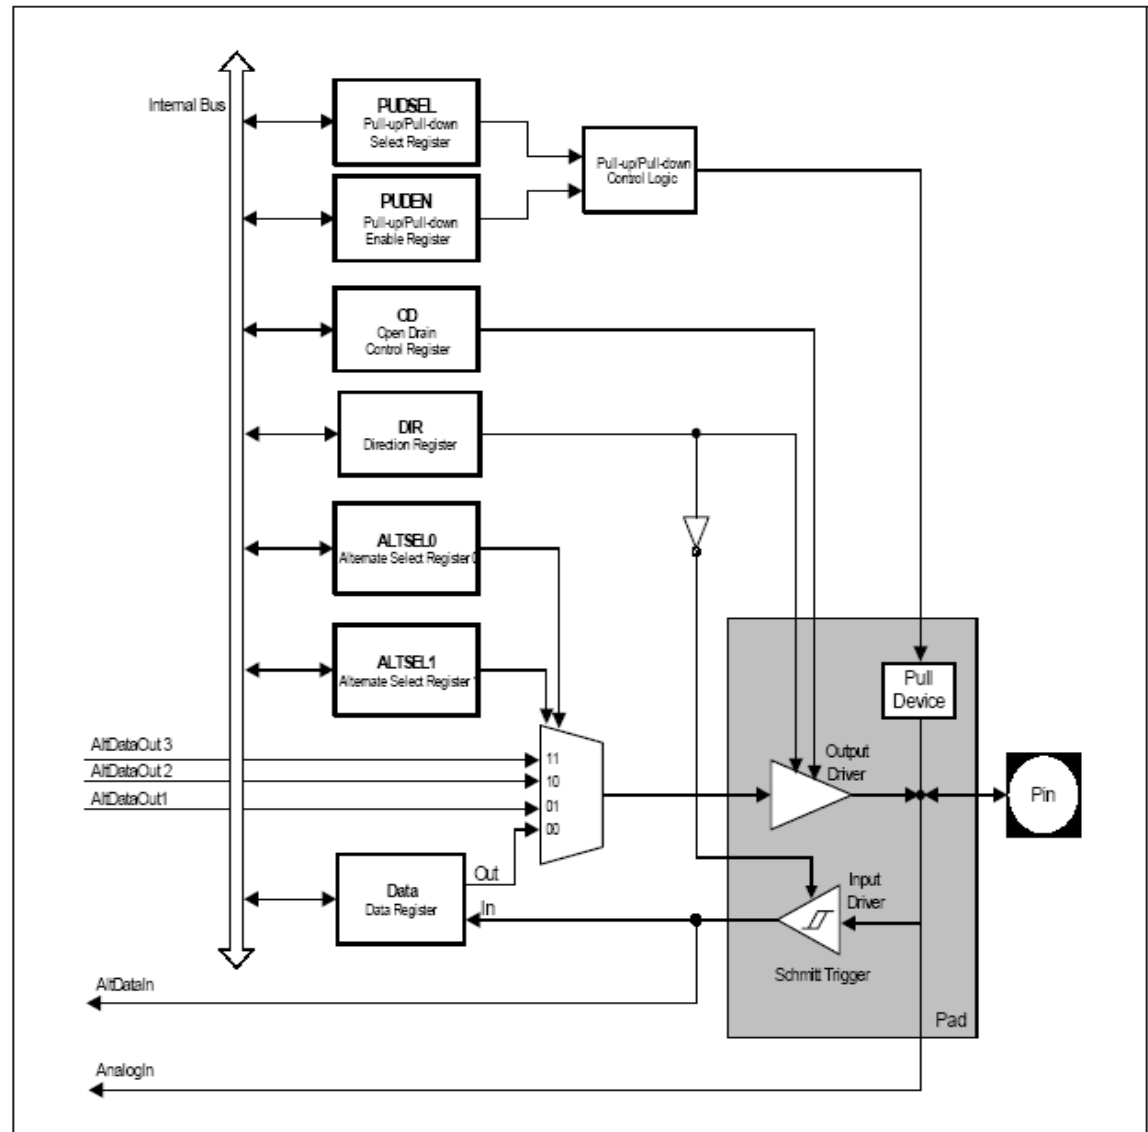 Internal Bus
PUDSEL
Pull-up/Pull-down
Select Register
Pull-up/Pull-down
Control Logic
PUDEN
Pull-up/Pull-down
Enable Register
OD
Open Drain
Control Register
DIR
Direction Register
ALTSEL0
Alternate Select Register 0
ALTSEL1
Alternate Select Register 1
Pull
Device
AltDataOut 3
AltDataOut 2
AltDataOut1
11
10
01
00
Output
Driver
Pin
Data
Data Register
Out
In
Input
Driver
Schmitt Trigger
Pad
AltDataIn
AnalogIn